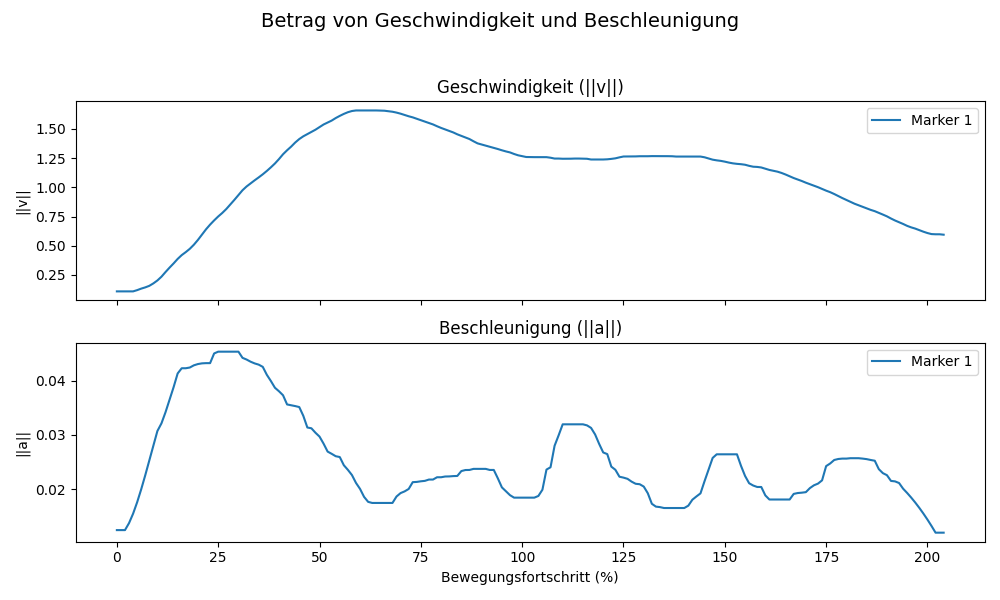 Betrag von Geschwindigkeit und Beschleunigung
Geschwindigkeit (||v||)
Marker 1
||v||
1.50
1.25
1.00
0.75
0.50
0.25
Beschleunigung (||a||)
Marker 1
||a||
0.04
0.03
0.02
0 25 50 75 100 125 150 175 200
Bewegungsfortschritt (%)